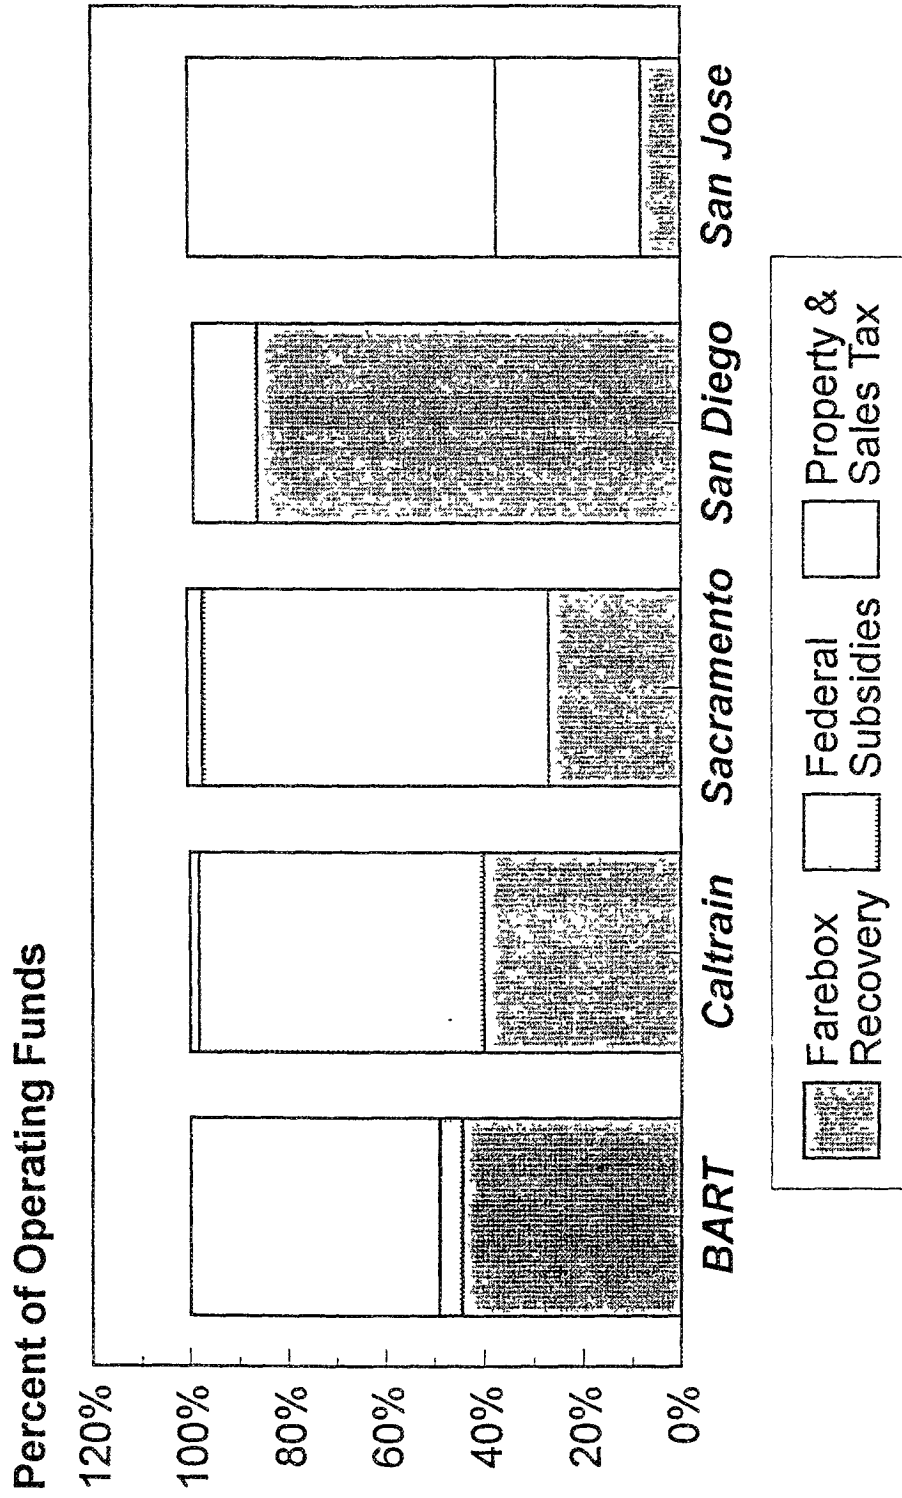 Percent of Operating Funds
120%
100%
80%
60%
40%
20%
0%
BART
Caltrain
Sacramento
San Diego
San Jose
Farebox
Recovery
Federal
Subsidies
Property &
Sales Tax